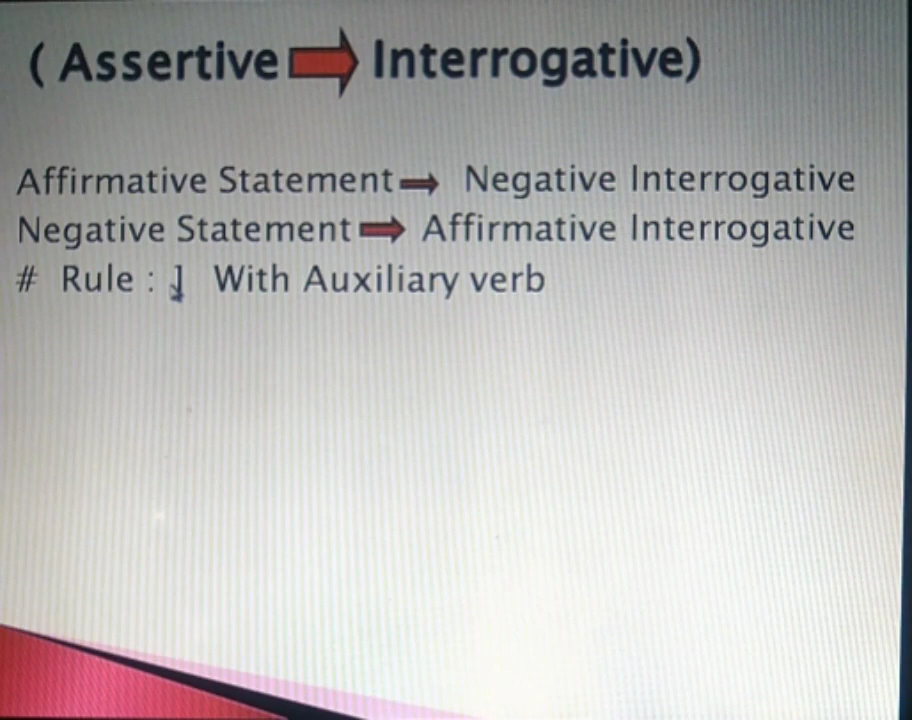 ( Assertive ➡ Interrogative)
Affirmative Statement ➡ Negative Interrogative
Negative Statement ➡ Affirmative Interrogative
# Rule : 1 With Auxiliary verb